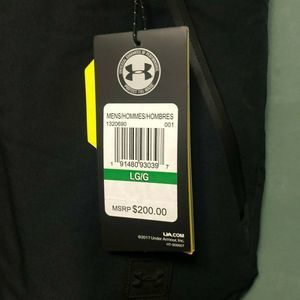 MENS/HOMMES/HOMBRES
1320690 001
1 91480 93039 7
LG/G
MSRP $200.00
UA.COM
©2017 Under Armour, Inc.